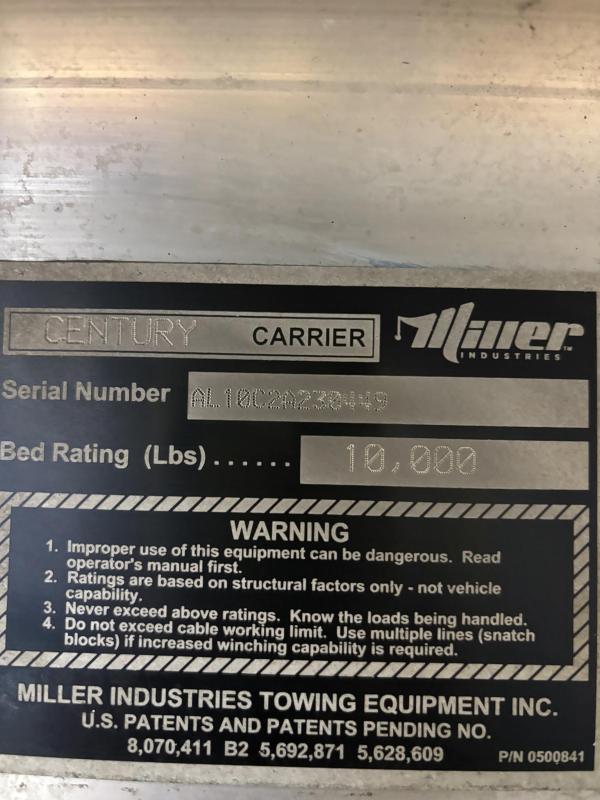 CENTURY CARRIER Miller
INDUSTRIES™
Serial Number AL10C2A230449
Bed Rating (Lbs)...... 10,000
WARNING
1. Improper use of this equipment can be dangerous. Read
operator's manual first.
2. Ratings are based on structural factors only - not vehicle
capability.
3. Never exceed above ratings. Know the loads being handled.
4. Do not exceed cable working limit. Use multiple lines (snatch
blocks) if increased winching capability is required.
MILLER INDUSTRIES TOWING EQUIPMENT INC.
U.S. PATENTS AND PATENTS PENDING NO.
8,070,411 B2 5,692,871 5,628,609 P/N 0500841